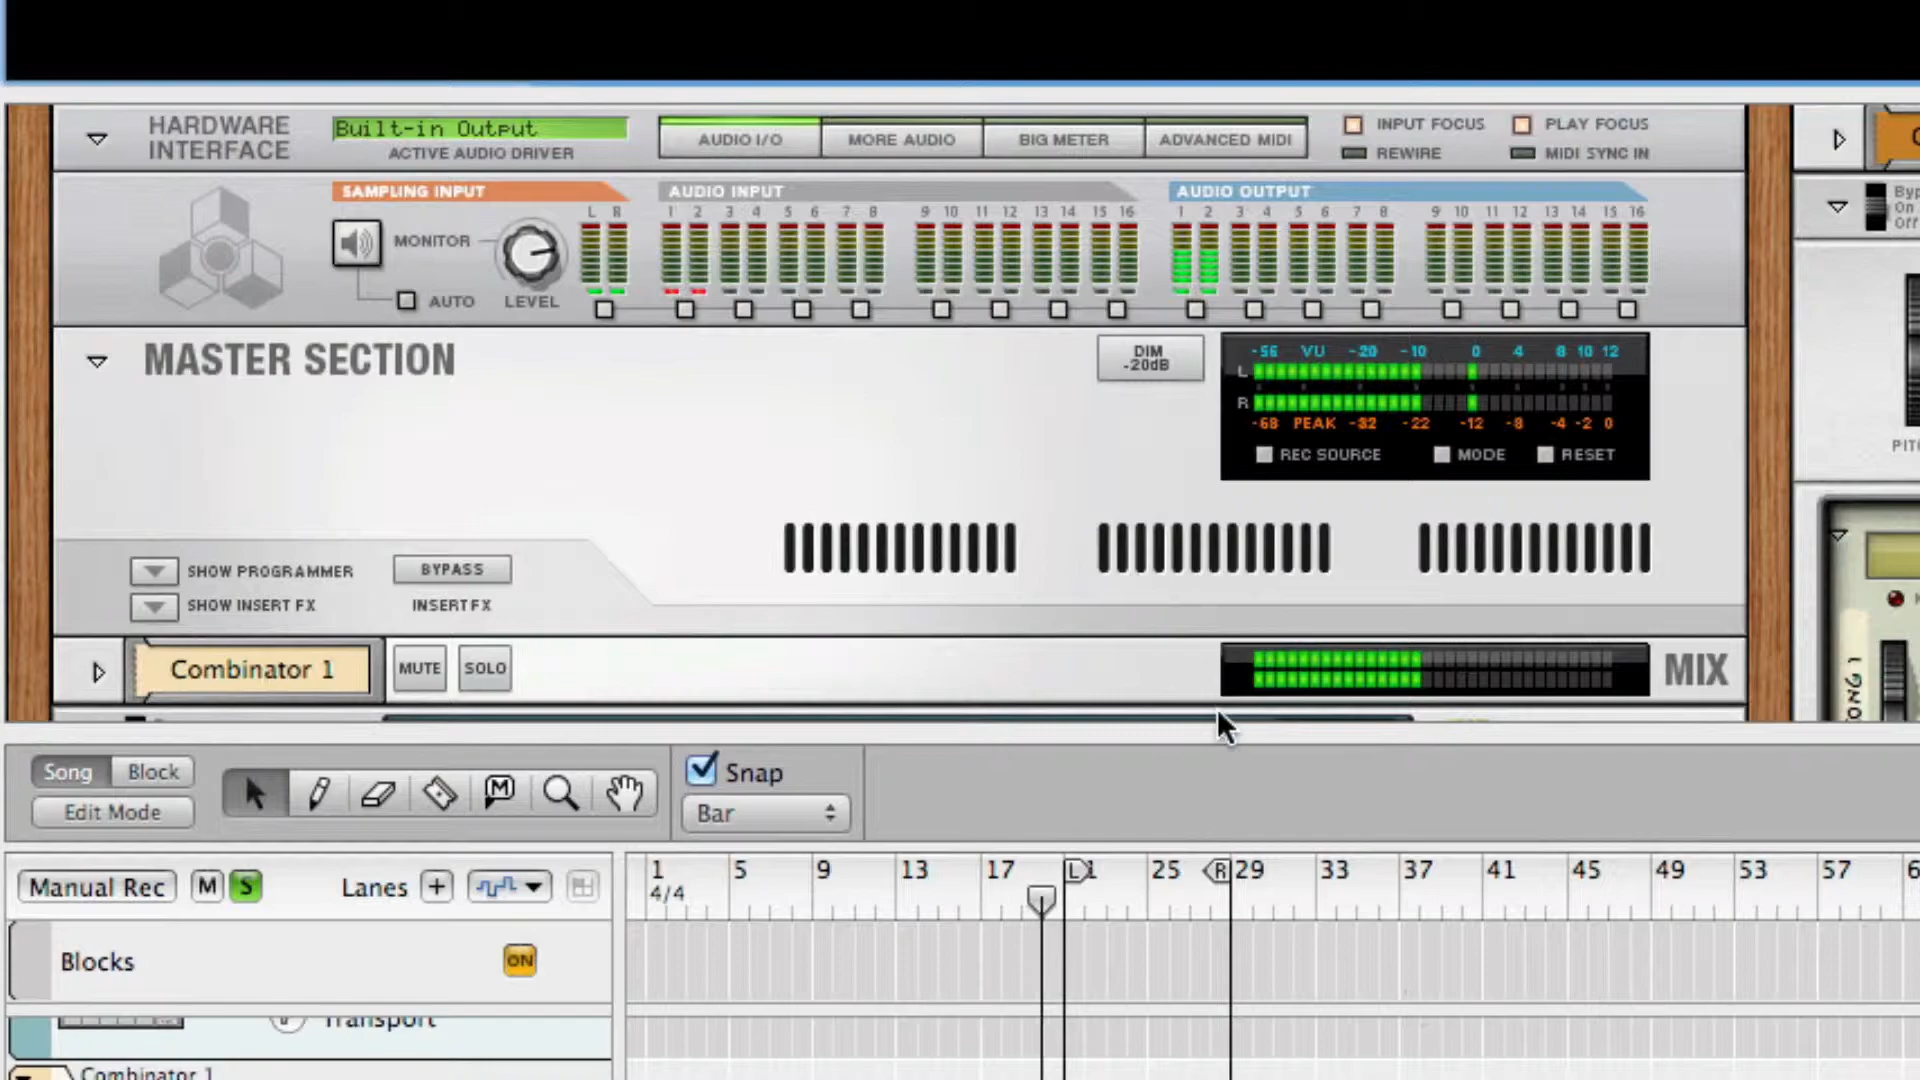 HARDWARE
INTERFACE
Built-in Output
ACTIVE AUDIO DRIVER
AUDIO I/O
MORE AUDIO
BIG METER
ADVANCED MIDI
INPUT FOCUS
PLAY FOCUS
REWIRE
MIDI SYNC IN
SAMPLING INPUT
AUDIO INPUT
AUDIO OUTPUT
L R
1 2 3 4 5 6 7 8 9 10 11 12 13 14 15 16
1 2 3 4 5 6 7 8 9 10 11 12 13 14 15 16
MONITOR
AUTO
LEVEL
Byp
On
Off
MASTER SECTION
DIM
-20dB
-56 VU -20 -10 0 4 8 10 12
L
R
-68 PEAK -32 -22 -12 -8 -4 -2 0
REC SOURCE
MODE
RESET
PIT
SHOW PROGRAMMER
BYPASS
SHOW INSERT FX
INSERT FX
Combinator 1
MUTE
SOLO
MIX
Song
Block
Edit Mode
M
Snap
Bar
Manual Rec
M
S
Lanes
+
1 5 9 13 17 L 1 25 R 29 33 37 41 45 49 53 57 6
4/4
Blocks
ON
Transport
Combinator 1